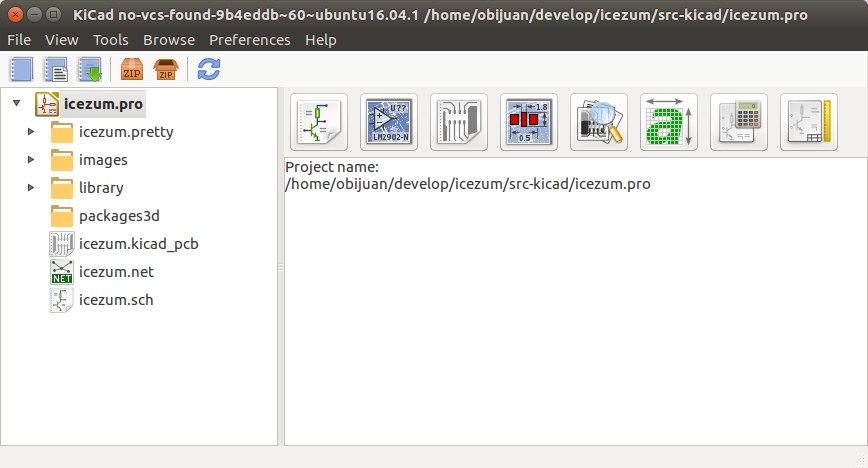 KiCad no-vcs-found-9b4eddb~60~ubuntu16.04.1 /home/obijuan/develop/icezum/src-kicad/icezum.pro
File View Tools Browse Preferences Help
ZIP ZIP
icezum.pro
icezum.pretty
images
library
packages3d
icezum.kicad_pcb
NET icezum.net
icezum.sch
U?? LM2902-N
1.8 0.5
a
Project name:
/home/obijuan/develop/icezum/src-kicad/icezum.pro